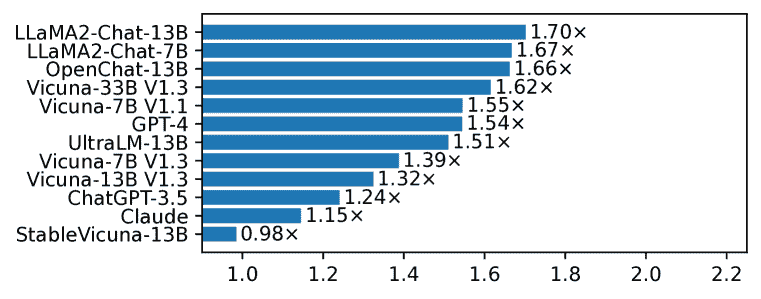 LLaMA2-Chat-13B 1.70×
LLaMA2-Chat-7B 1.67×
OpenChat-13B 1.66×
Vicuna-33B V1.3 1.62×
Vicuna-7B V1.1 1.55×
GPT-4 1.54×
UltraLM-13B 1.51×
Vicuna-7B V1.3 1.39×
Vicuna-13B V1.3 1.32×
ChatGPT-3.5 1.24×
Claude 1.15×
StableVicuna-13B 0.98×
1.0 1.2 1.4 1.6 1.8 2.0 2.2